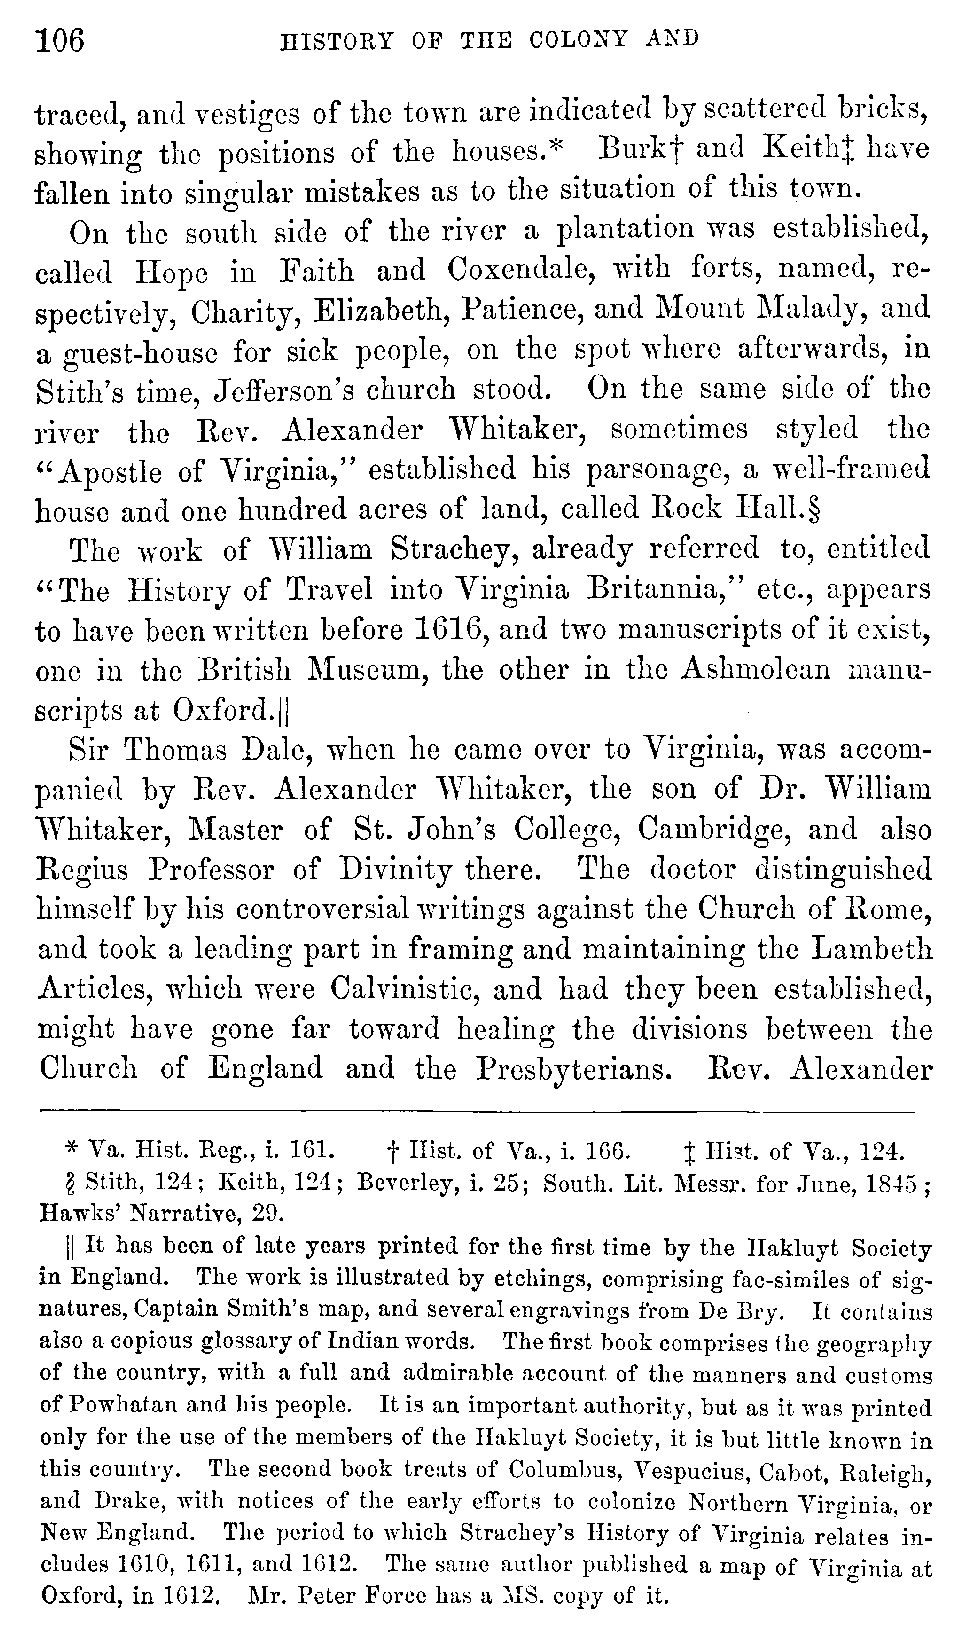 106 HISTORY OF THE COLONY AND
traced, and vestiges of the town are indicated by scattered bricks,
showing the positions of the houses.* Burk† and Keith‡ have
fallen into singular mistakes as to the situation of this town.
On the south side of the river a plantation was established,
called Hope in Faith and Coxendale, with forts, named, re-
spectively, Charity, Elizabeth, Patience, and Mount Malady, and
a guest-house for sick people, on the spot where afterwards, in
Stith's time, Jefferson's church stood. On the same side of the
river the Rev. Alexander Whitaker, sometimes styled the
"Apostle of Virginia," established his parsonage, a well-framed
house and one hundred acres of land, called Rock Hall.§
The work of William Strachey, already referred to, entitled
"The History of Travel into Virginia Britannia," etc., appears
to have been written before 1616, and two manuscripts of it exist,
one in the British Museum, the other in the Ashmolean manu-
scripts at Oxford.||
Sir Thomas Dale, when he came over to Virginia, was accom-
panied by Rev. Alexander Whitaker, the son of Dr. William
Whitaker, Master of St. John's College, Cambridge, and also
Regius Professor of Divinity there. The doctor distinguished
himself by his controversial writings against the Church of Rome,
and took a leading part in framing and maintaining the Lambeth
Articles, which were Calvinistic, and had they been established,
might have gone far toward healing the divisions between the
Church of England and the Presbyterians. Rev. Alexander
* Va. Hist. Reg., i. 161. † Hist. of Va., i. 166. ‡ Hist. of Va., 124.
§ Stith, 124; Keith, 124; Beverley, i. 25; South. Lit. Messr. for June, 1845;
Hawks' Narrative, 29.
|| It has been of late years printed for the first time by the Hakluyt Society
in England. The work is illustrated by etchings, comprising fac-similes of sig-
natures, Captain Smith's map, and several engravings from De Bry. It contains
also a copious glossary of Indian words. The first book comprises the geography
of the country, with a full and admirable account of the manners and customs
of Powhatan and his people. It is an important authority, but as it was printed
only for the use of the members of the Hakluyt Society, it is but little known in
this country. The second book treats of Columbus, Vespucius, Cabot, Raleigh,
and Drake, with notices of the early efforts to colonize Northern Virginia, or
New England. The period to which Strachey's History of Virginia relates in-
cludes 1610, 1611, and 1612. The same author published a map of Virginia at
Oxford, in 1612. Mr. Peter Force has a MS. copy of it.